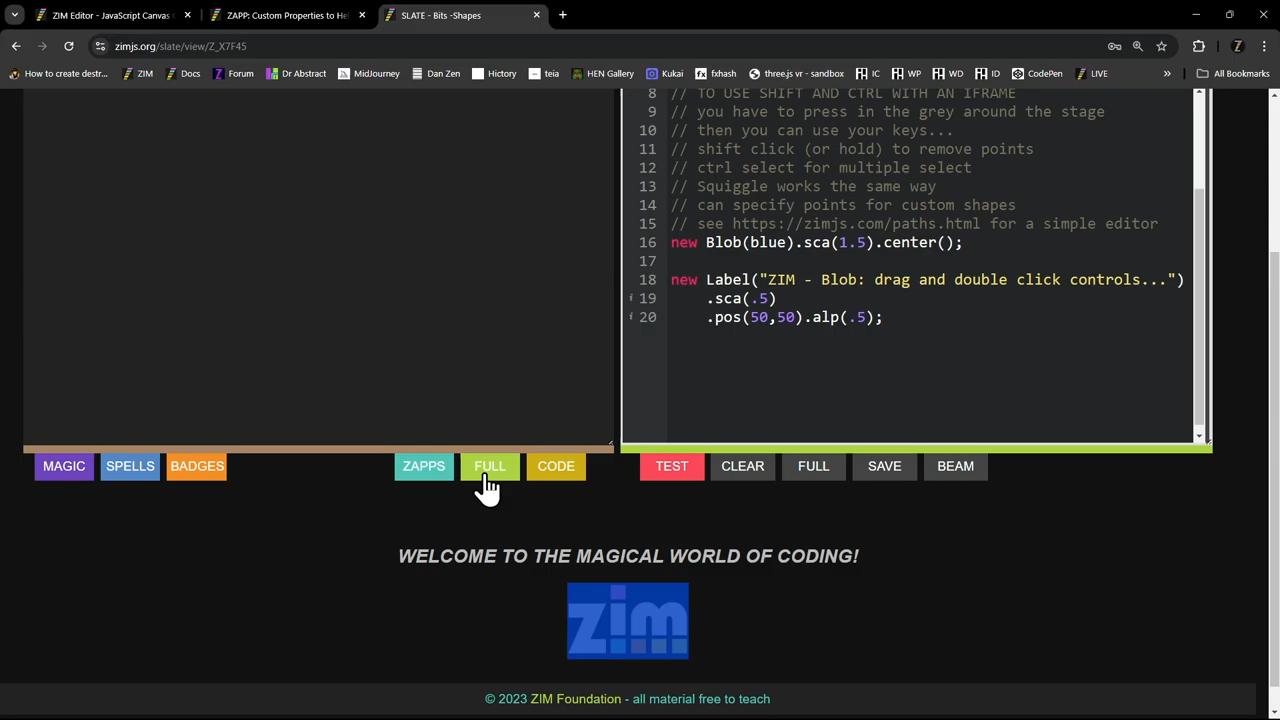 ZIM Editor - JavaScript Canvas
ZAPP: Custom Properties to Hel
SLATE - Bits -Shapes
zimjs.org/slate/view/Z_X7F45
How to create destr...
ZIM
Docs
Forum
Dr Abstract
MidJourney
Dan Zen
Hictory
teia
HEN Gallery
Kukai
fxhash
three.js vr - sandbox
IC
WP
WD
ID
CodePen
LIVE
All Bookmarks
8 // TO USE SHIFT AND CTRL WITH AN IFRAME
9 // you have to press in the grey around the stage
10 // then you can use your keys...
11 // shift click (or hold) to remove points
12 // ctrl select for multiple select
13 // Squiggle works the same way
14 // can specify points for custom shapes
15 // see https://zimjs.com/paths.html for a simple editor
16 new Blob(blue).sca(1.5).center();
17
18 new Label("ZIM - Blob: drag and double click controls...")
19 .sca(.5)
20 .pos(50,50).alp(.5);
MAGIC
SPELLS
BADGES
ZAPPS
FULL
CODE
TEST
CLEAR
FULL
SAVE
BEAM
WELCOME TO THE MAGICAL WORLD OF CODING!
zim
© 2023 ZIM Foundation - all material free to teach